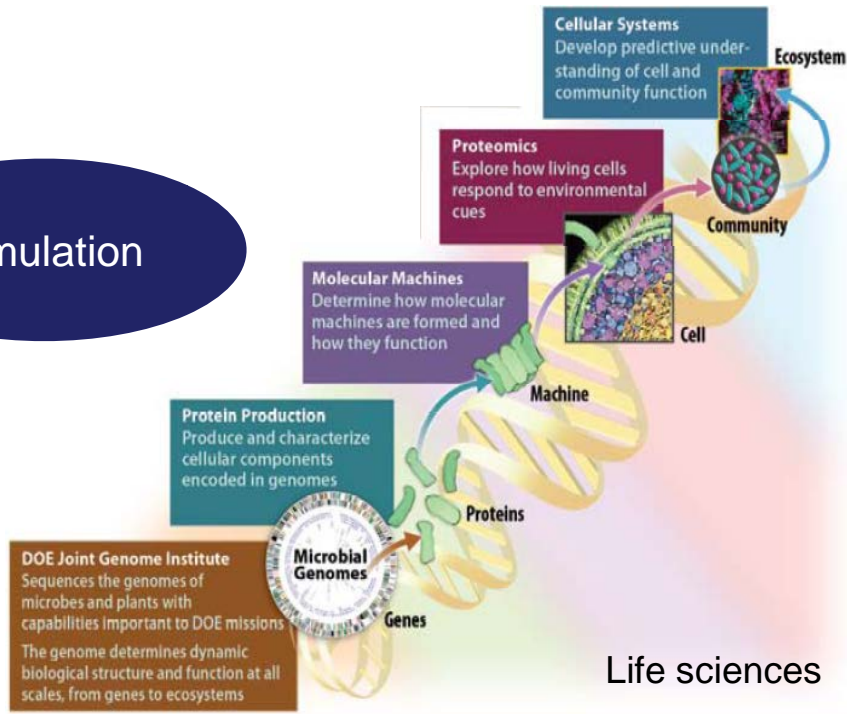 Cellular Systems
Develop predictive under-
standing of cell and
community function
Ecosystem
Proteomics
Explore how living cells
respond to environmental
cues
Community
Molecular Machines
Determine how molecular
machines are formed and
how they function
Cell
Machine
Protein Production
Produce and characterize
cellular components
encoded in genomes
Proteins
DOE Joint Genome Institute
Sequences the genomes of
microbes and plants with
capabilities important to DOE missions
The genome determines dynamic
biological structure and function at all
scales, from genes to ecosystems
Microbial
Genomes
Genes
Life sciences